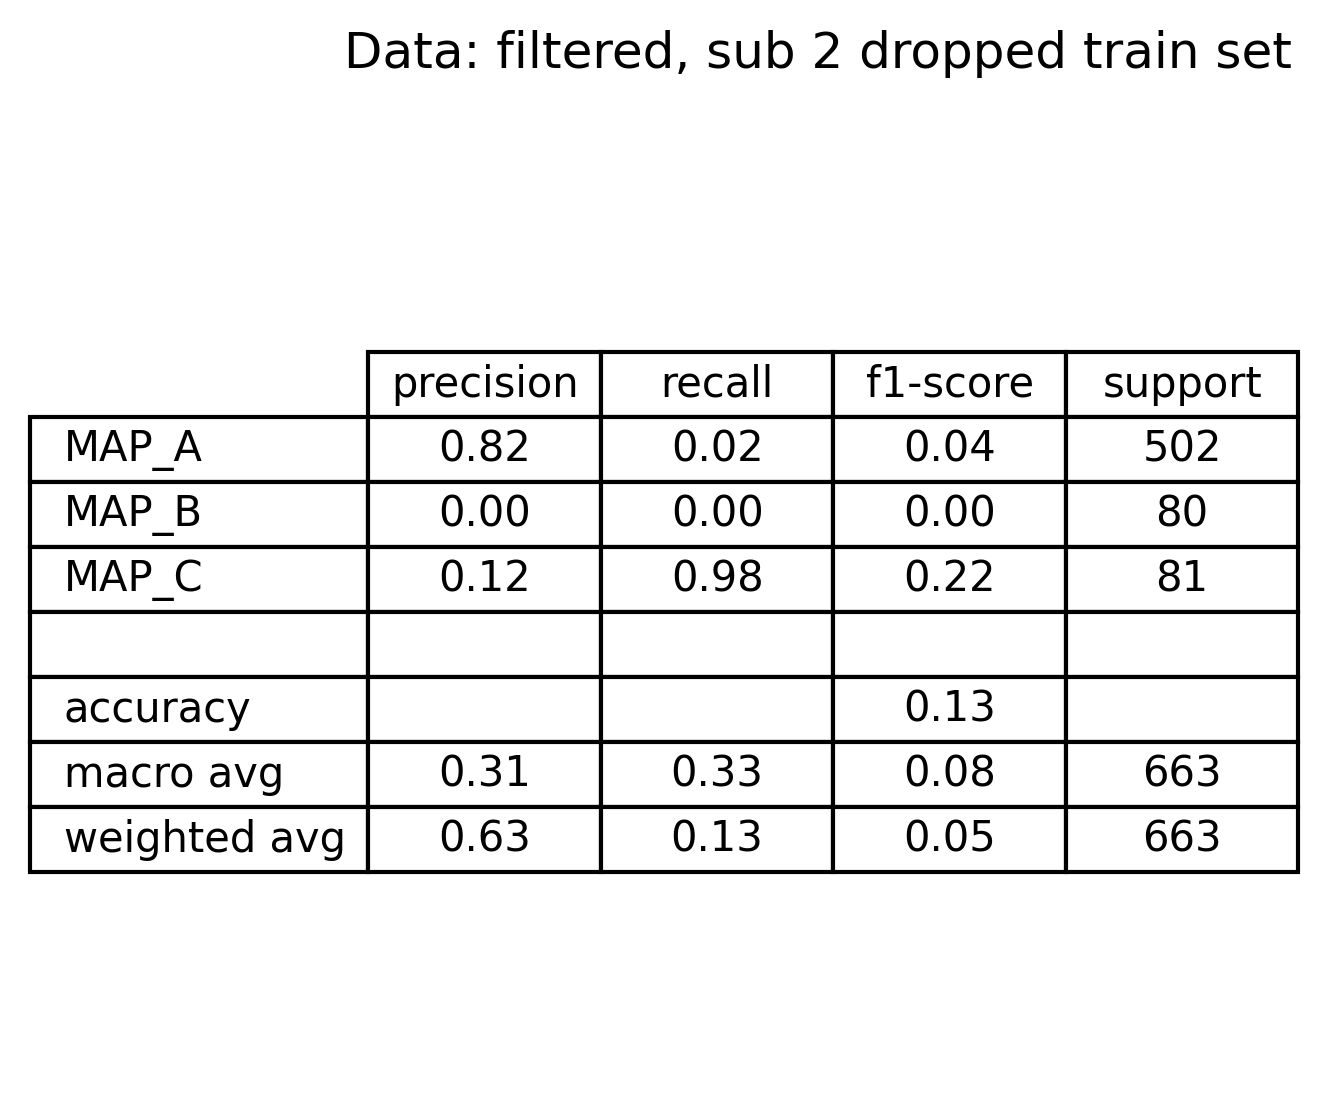 Data: filtered, sub 2 dropped train set
precision recall f1-score support
MAP_A 0.82 0.02 0.04 502
MAP_B 0.00 0.00 0.00 80
MAP_C 0.12 0.98 0.22 81
accuracy 0.13
macro avg 0.31 0.33 0.08 663
weighted avg 0.63 0.13 0.05 663